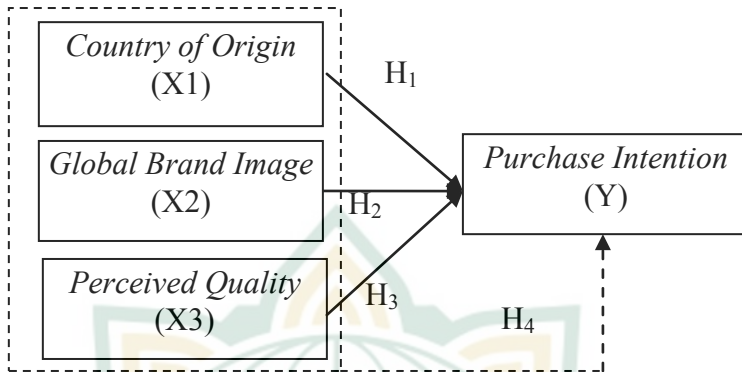 Country of Origin
(X1)
H₁
Global Brand Image
(X2)
H₂
Purchase Intention
(Y)
Perceived Quality
(X3)
H₃
H₄